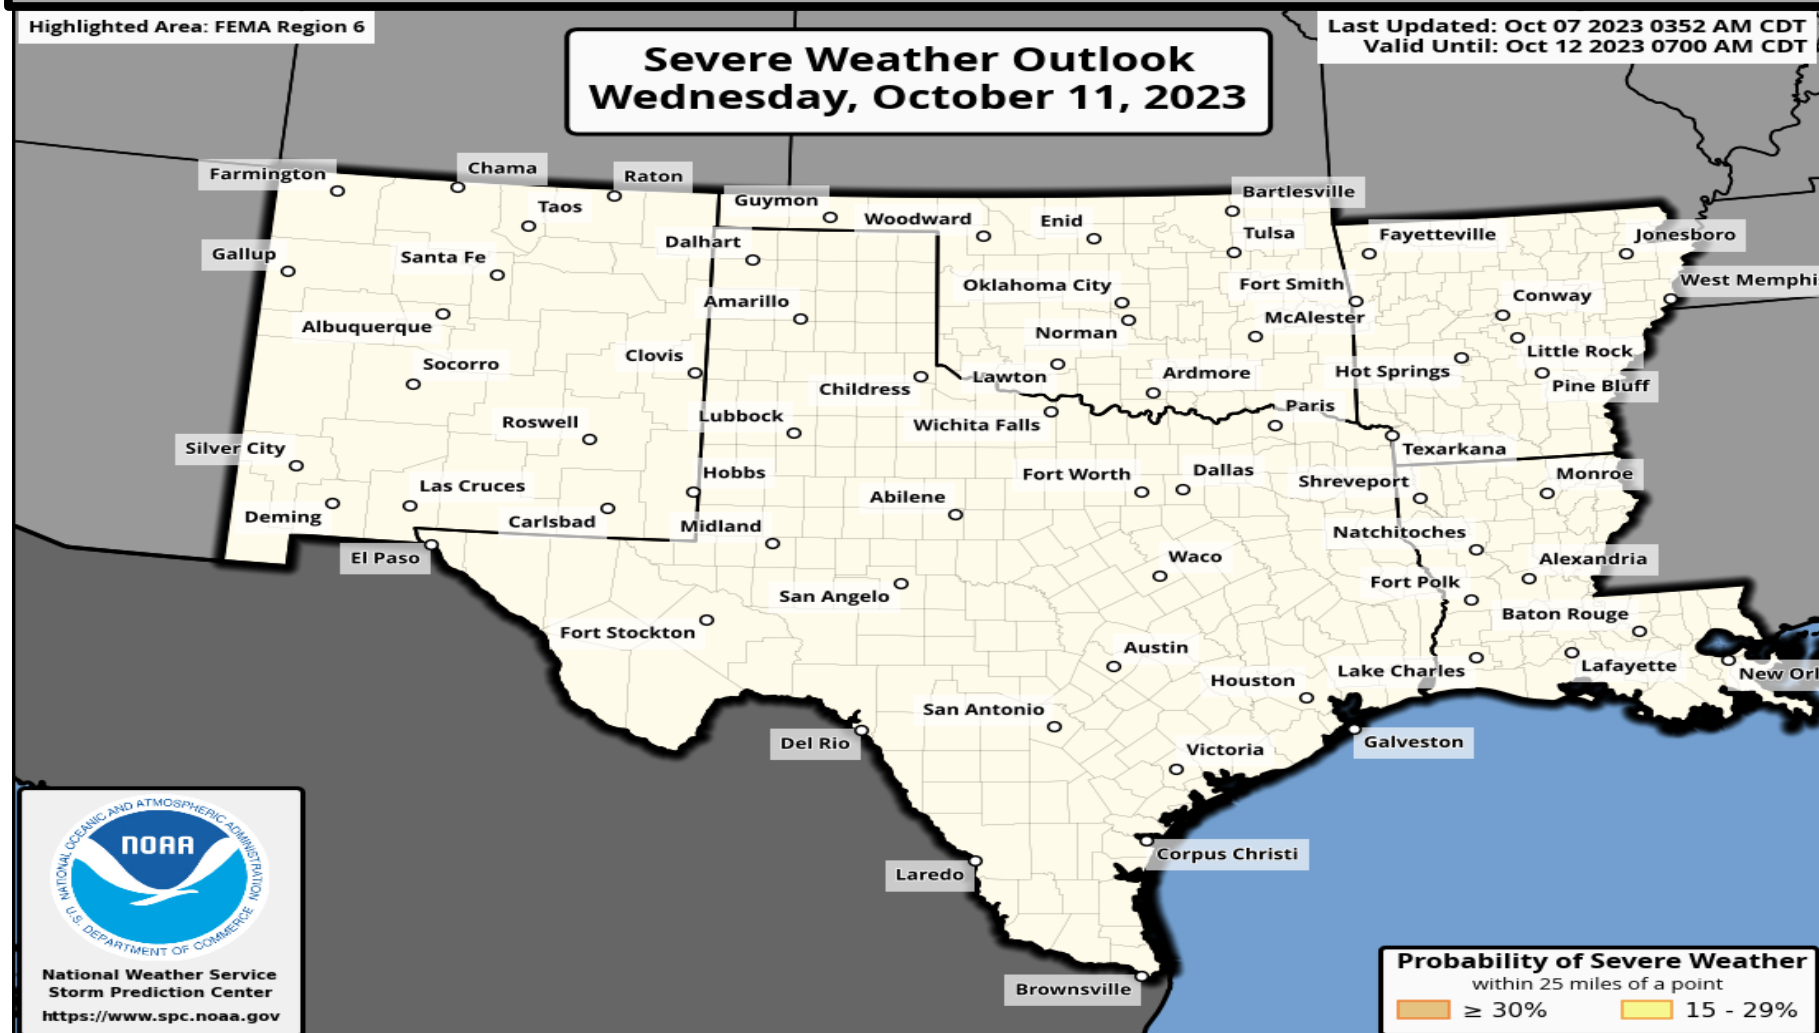 Highlighted Area: FEMA Region 6
Last Updated: Oct 07 2023 0352 AM CDT
Valid Until: Oct 12 2023 0700 AM CDT
Severe Weather Outlook
Wednesday, October 11, 2023
Farmington
Chama
Raton
Taos
Guymon
Woodward
Enid
Bartlesville
Tulsa
Fayetteville
Jonesboro
Gallup
Santa Fe
Dalhart
Oklahoma City
Fort Smith
Conway
West Memphi
Albuquerque
Amarillo
Norman
McAlester
Little Rock
Socorro
Clovis
Childress
Lawton
Ardmore
Hot Springs
Pine Bluff
Roswell
Lubbock
Wichita Falls
Paris
Texarkana
Silver City
Las Cruces
Hobbs
Abilene
Fort Worth
Dallas
Shreveport
Monroe
Deming
Carlsbad
Midland
Natchitoches
El Paso
San Angelo
Waco
Fort Polk
Alexandria
Fort Stockton
Austin
Baton Rouge
Houston
Lake Charles
Lafayette
New Orl
San Antonio
Del Rio
Victoria
Galveston
Laredo
Corpus Christi
Brownsville
NATIONAL OCEANIC AND ATMOSPHERIC ADMINISTRATION
NOAA
U.S. DEPARTMENT OF COMMERCE
National Weather Service
Storm Prediction Center
https://www.spc.noaa.gov
Probability of Severe Weather
within 25 miles of a point
≥ 30%
15 - 29%